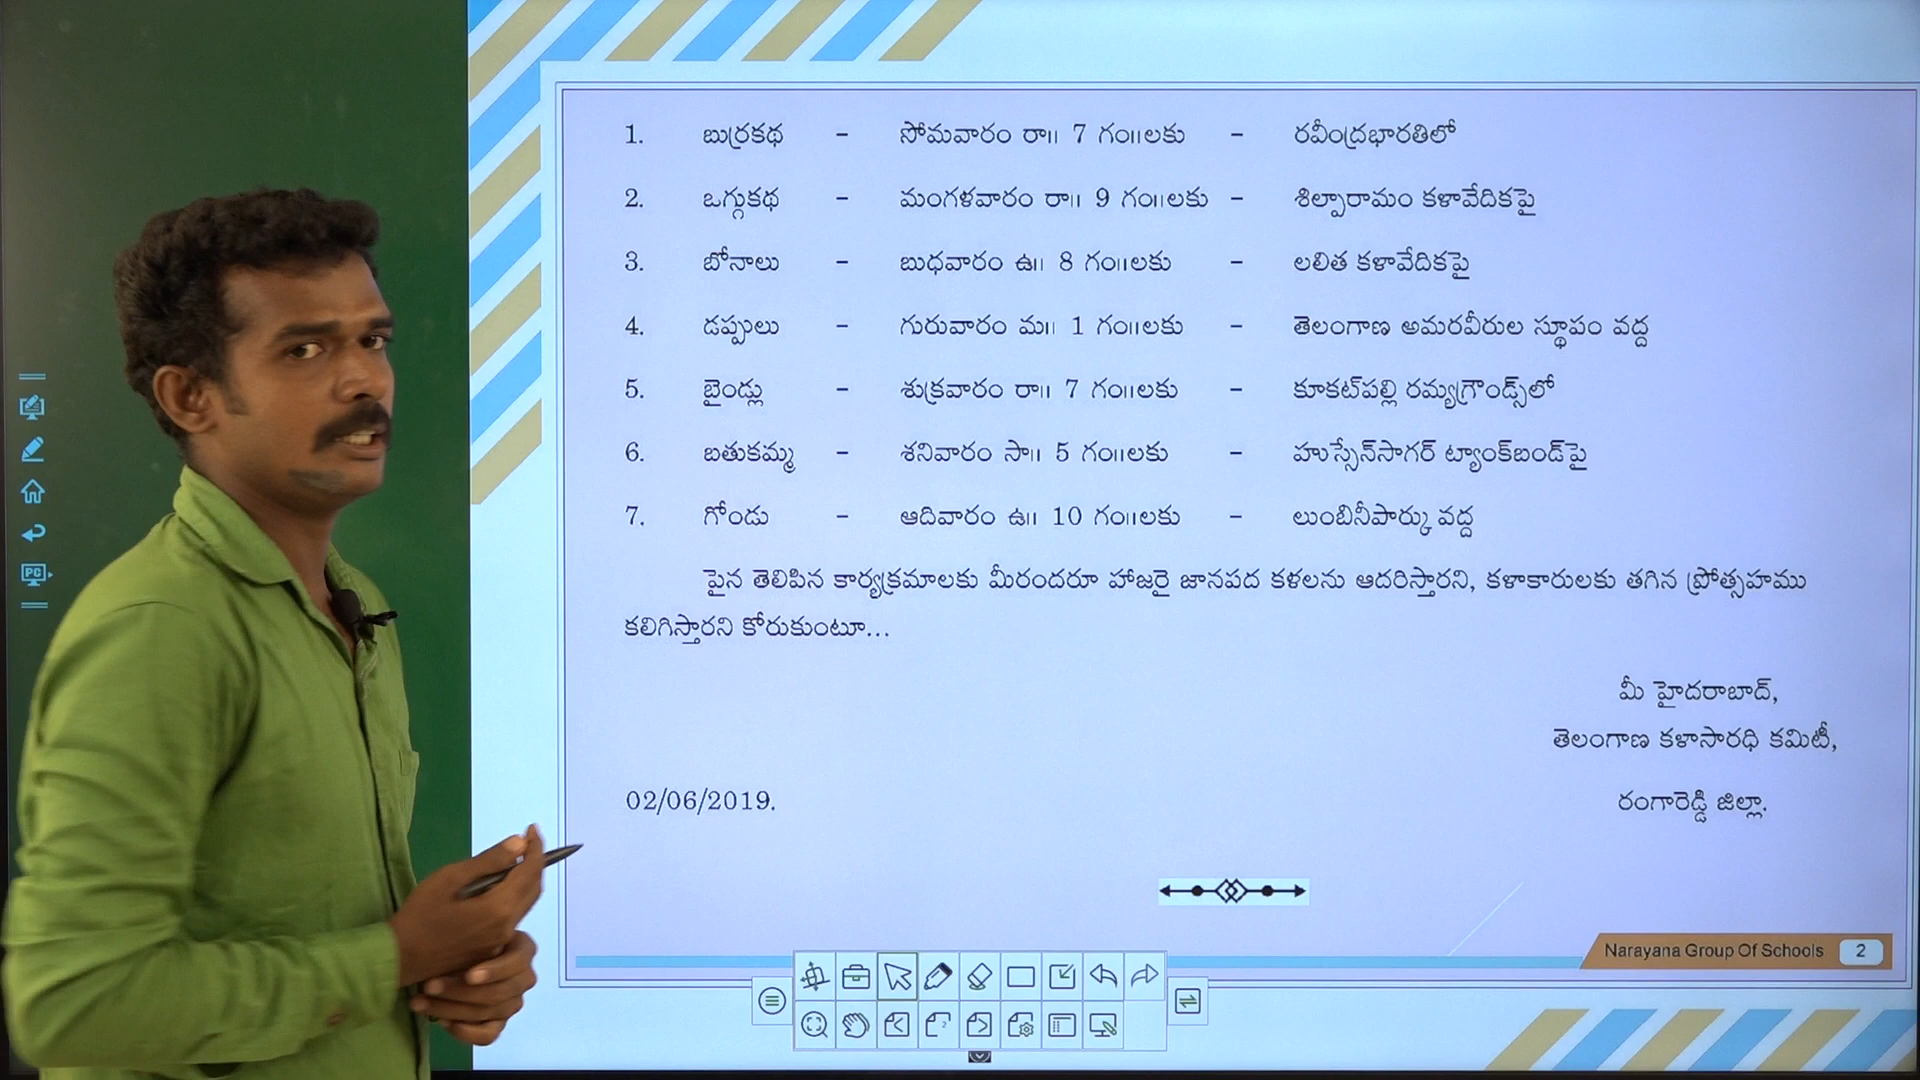 1. బుర్రకథ - సోమవారం రా॥ 7 గం॥లకు - రవీంద్రభారతిలో
2. ఒగ్గుకథ - మంగళవారం రా॥ 9 గం॥లకు - శిల్పారామం కళావేదికపై
3. బోనాలు - బుధవారం ఉ॥ 8 గం॥లకు - లలిత కళావేదికపై
4. డప్పులు - గురువారం మ॥ 1 గం॥లకు - తెలంగాణ అమరవీరుల స్థూపం వద్ద
5. బైండ్లు - శుక్రవారం రా॥ 7 గం॥లకు - కూకట్‌పల్లి రమ్యగ్రౌండ్స్‌లో
6. బతుకమ్మ - శనివారం సా॥ 5 గం॥లకు - హుస్సేన్‌సాగర్ ట్యాంక్‌బండ్‌పై
7. గోండు - ఆదివారం ఉ॥ 10 గం॥లకు - లుంబినీపార్కు వద్ద
పైన తెలిపిన కార్యక్రమాలకు మీరందరూ హాజరై జానపద కళలను ఆదరిస్తారని, కళాకారులకు తగిన ప్రోత్సహము
కలిగిస్తారని కోరుకుంటూ...
మీ హైదరాబాద్,
తెలంగాణ కళాసారధి కమిటీ,
02/06/2019. రంగారెడ్డి జిల్లా.
Narayana Group Of Schools 2
PC